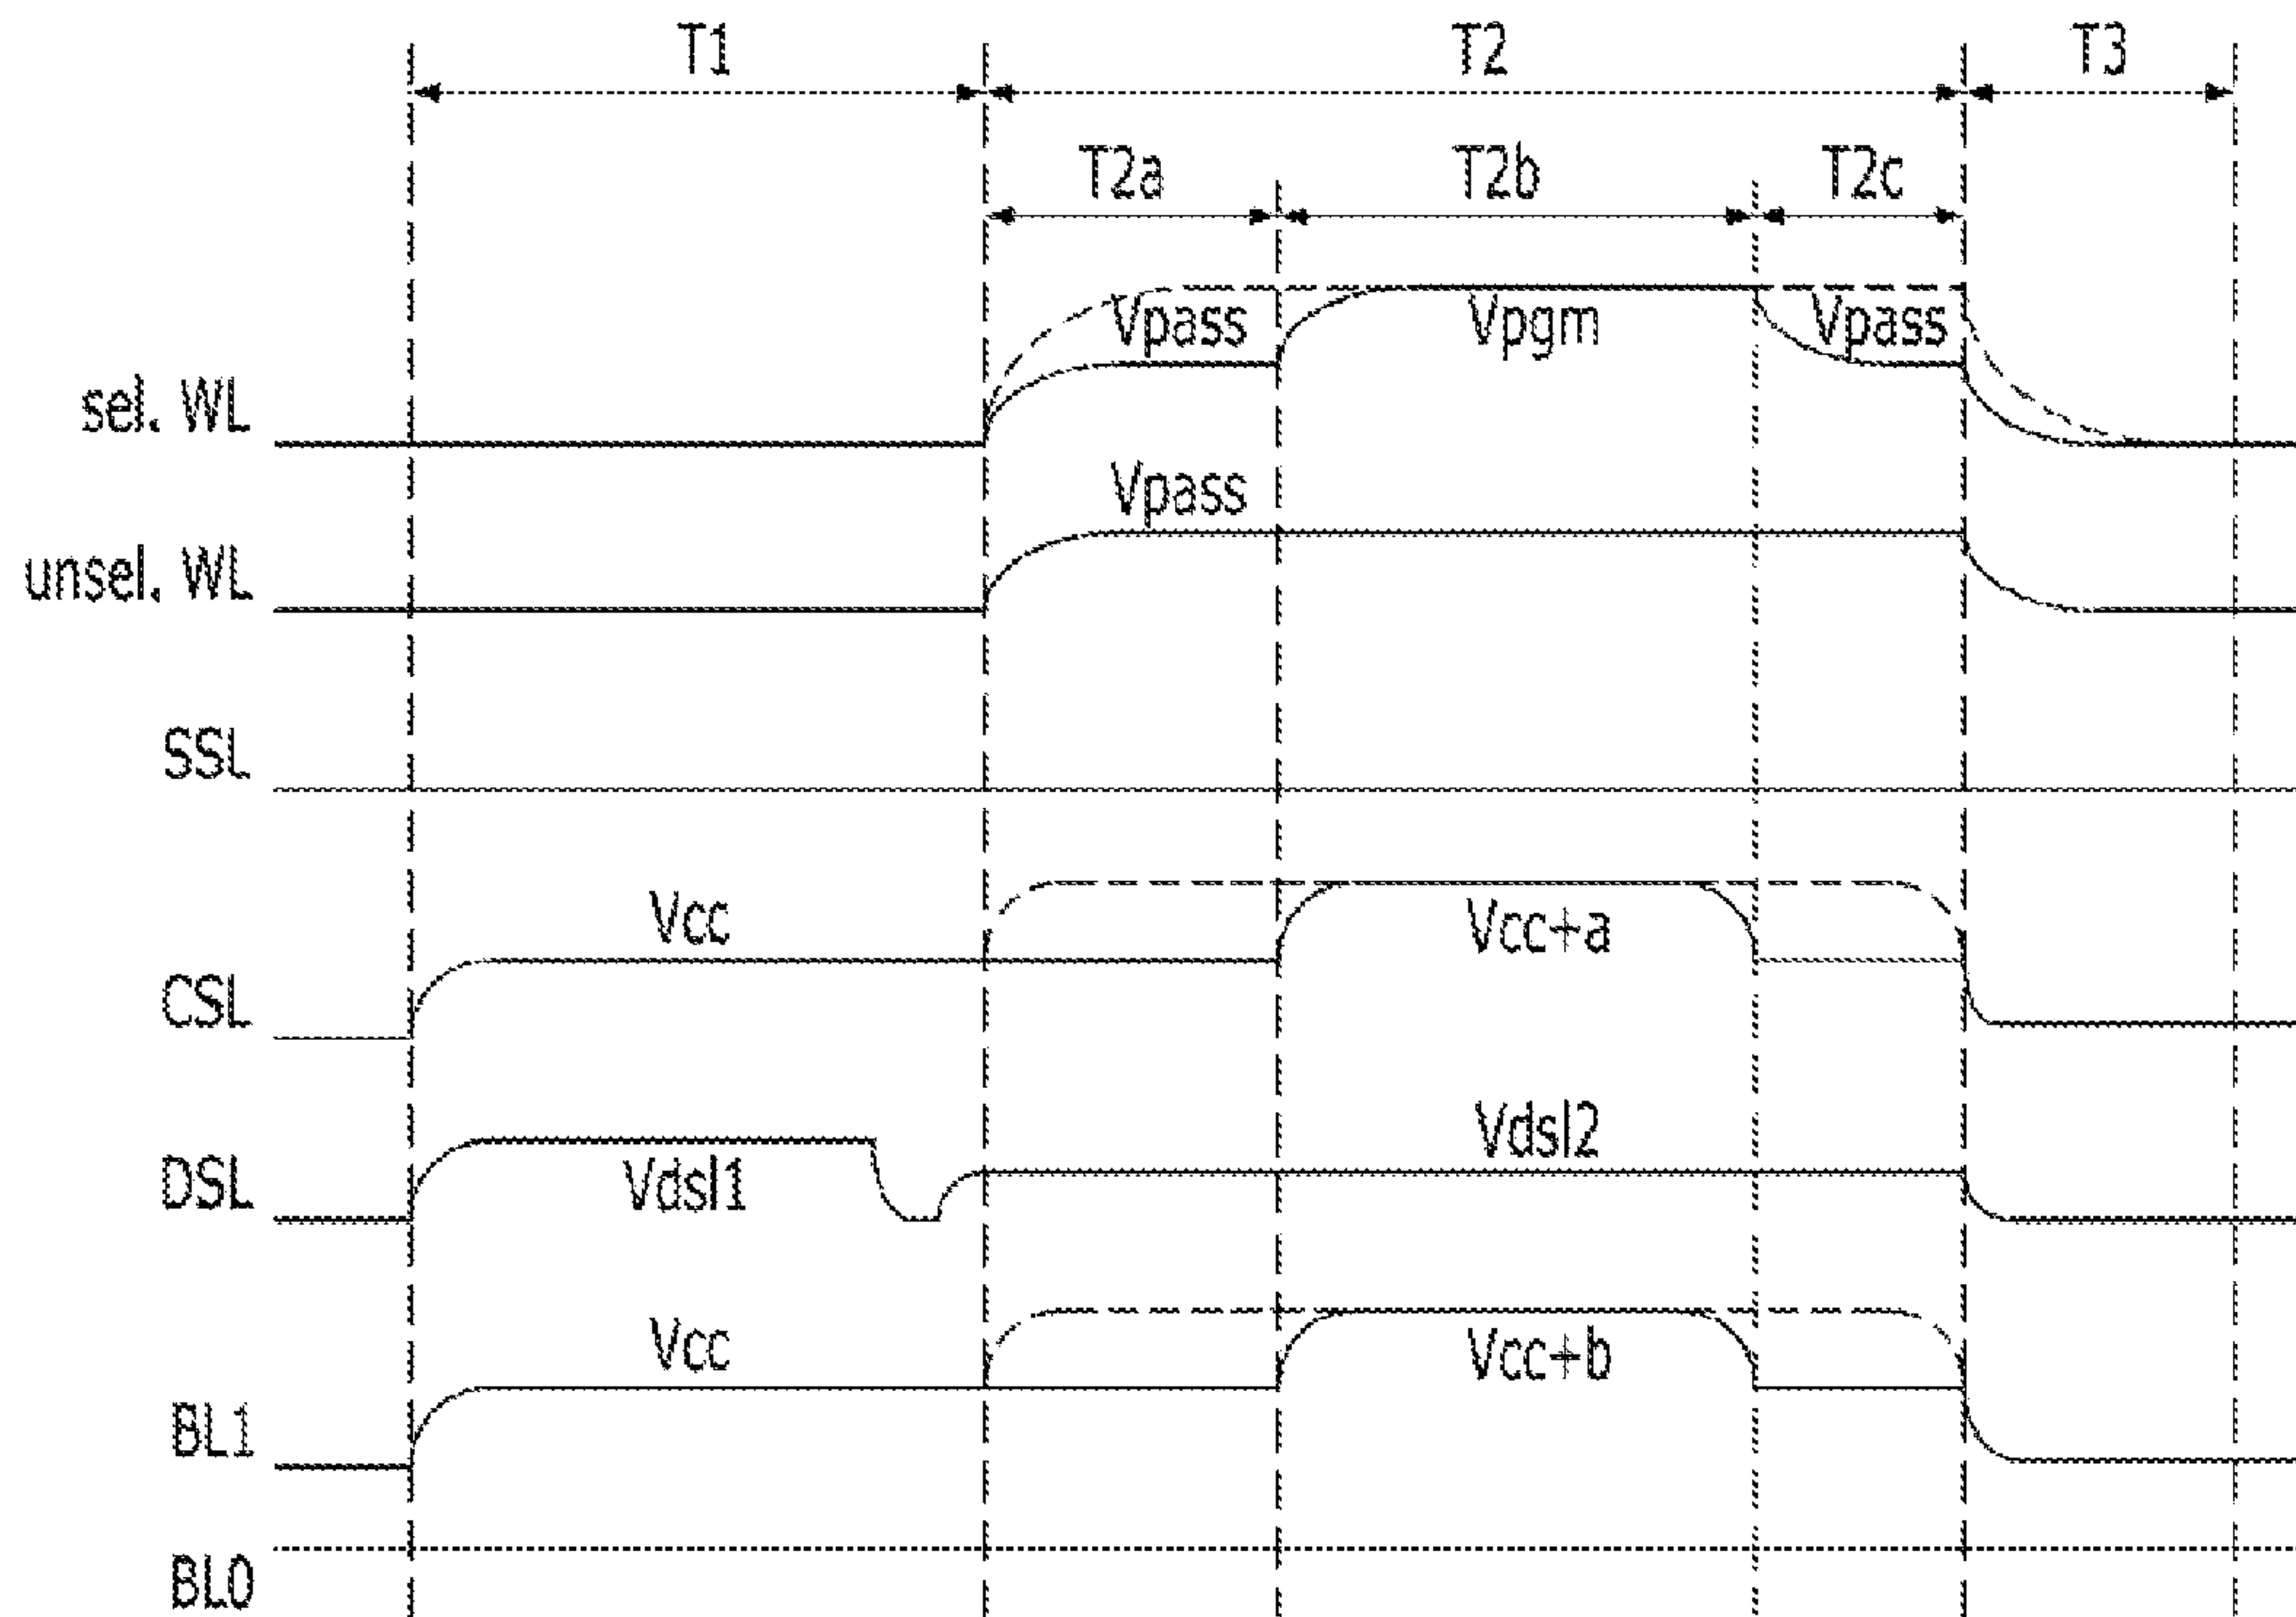 T1 T2 T3
T2a T2b T2c
Vpass Vpgm Vpass
sel. WL
Vpass
unsel. WL
SSL
Vcc Vcc+a
CSL
Vdsl2
DSL Vdsl1
Vcc Vcc+b
BL1
BL0